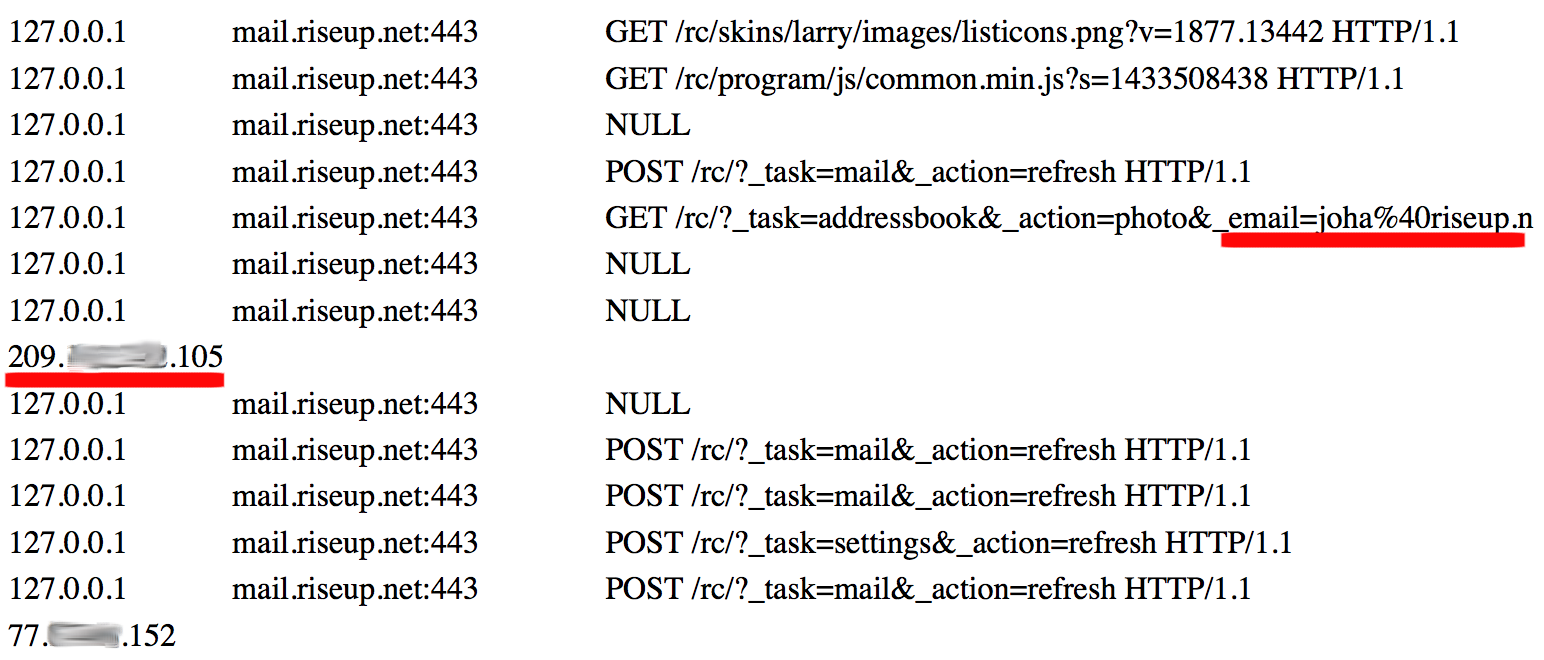 127.0.0.1 mail.riseup.net:443 GET /rc/skins/larry/images/listicons.png?v=1877.13442 HTTP/1.1
127.0.0.1 mail.riseup.net:443 GET /rc/program/js/common.min.js?s=1433508438 HTTP/1.1
127.0.0.1 mail.riseup.net:443 NULL
127.0.0.1 mail.riseup.net:443 POST /rc/?_task=mail&_action=refresh HTTP/1.1
127.0.0.1 mail.riseup.net:443 GET /rc/?_task=addressbook&_action=photo&_email=joha%40riseup.n
127.0.0.1 mail.riseup.net:443 NULL
127.0.0.1 mail.riseup.net:443 NULL
209. .105
127.0.0.1 mail.riseup.net:443 NULL
127.0.0.1 mail.riseup.net:443 POST /rc/?_task=mail&_action=refresh HTTP/1.1
127.0.0.1 mail.riseup.net:443 POST /rc/?_task=mail&_action=refresh HTTP/1.1
127.0.0.1 mail.riseup.net:443 POST /rc/?_task=settings&_action=refresh HTTP/1.1
127.0.0.1 mail.riseup.net:443 POST /rc/?_task=mail&_action=refresh HTTP/1.1
77. .152